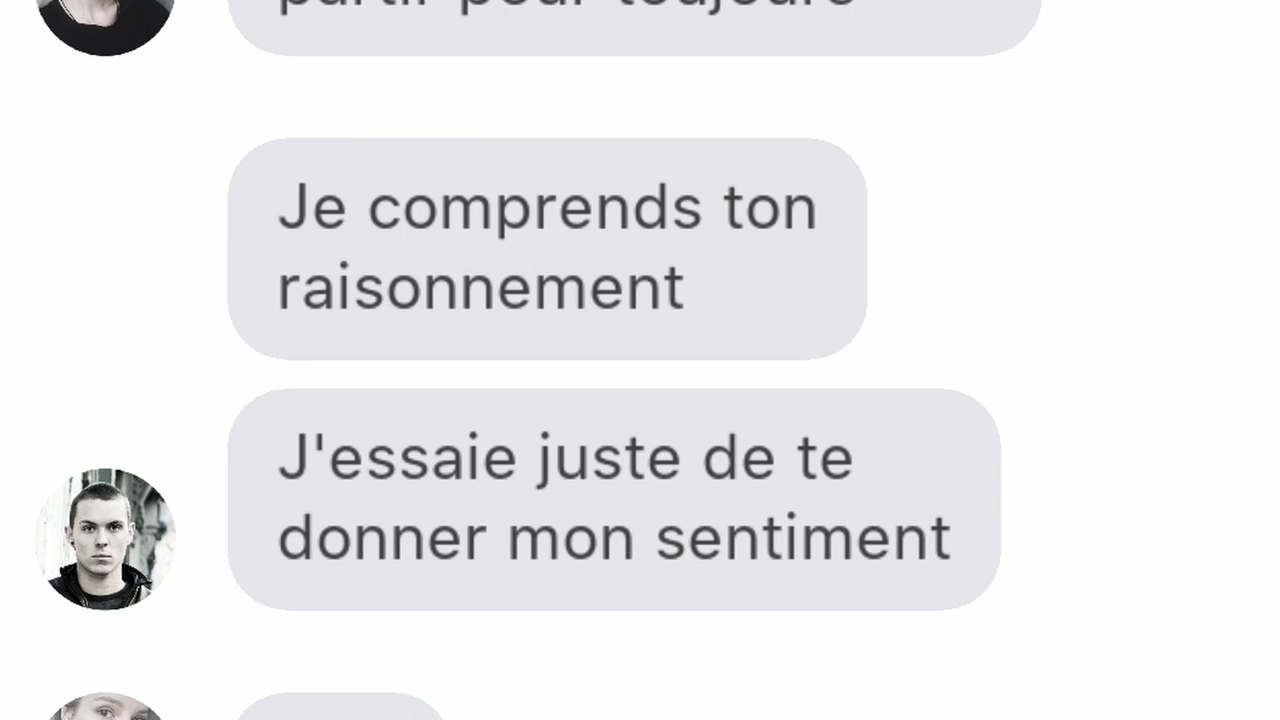 partir pour toujours
Je comprends ton
raisonnement
J'essaie juste de te
donner mon sentiment